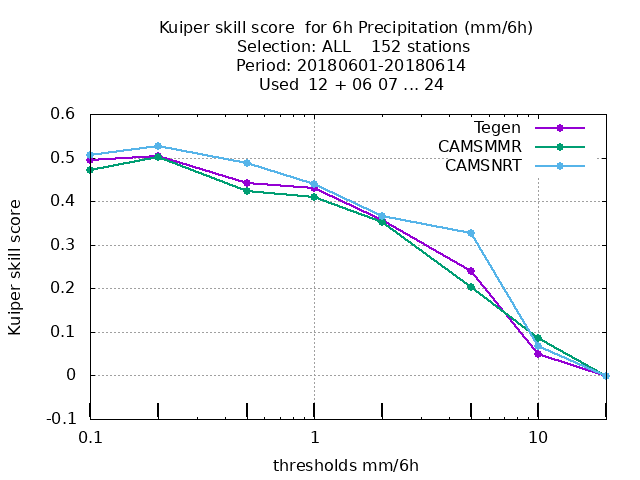 Kuiper skill score  for 6h Precipitation (mm/6h)
Selection: ALL    152 stations
Period: 20180601-20180614
Used  12 + 06 07 ... 24
Tegen
CAMSMMR
CAMSNRT
0.6
0.5
0.4
0.3
0.2
0.1
0
-0.1
Kuiper skill score
0.1
1
10
thresholds mm/6h